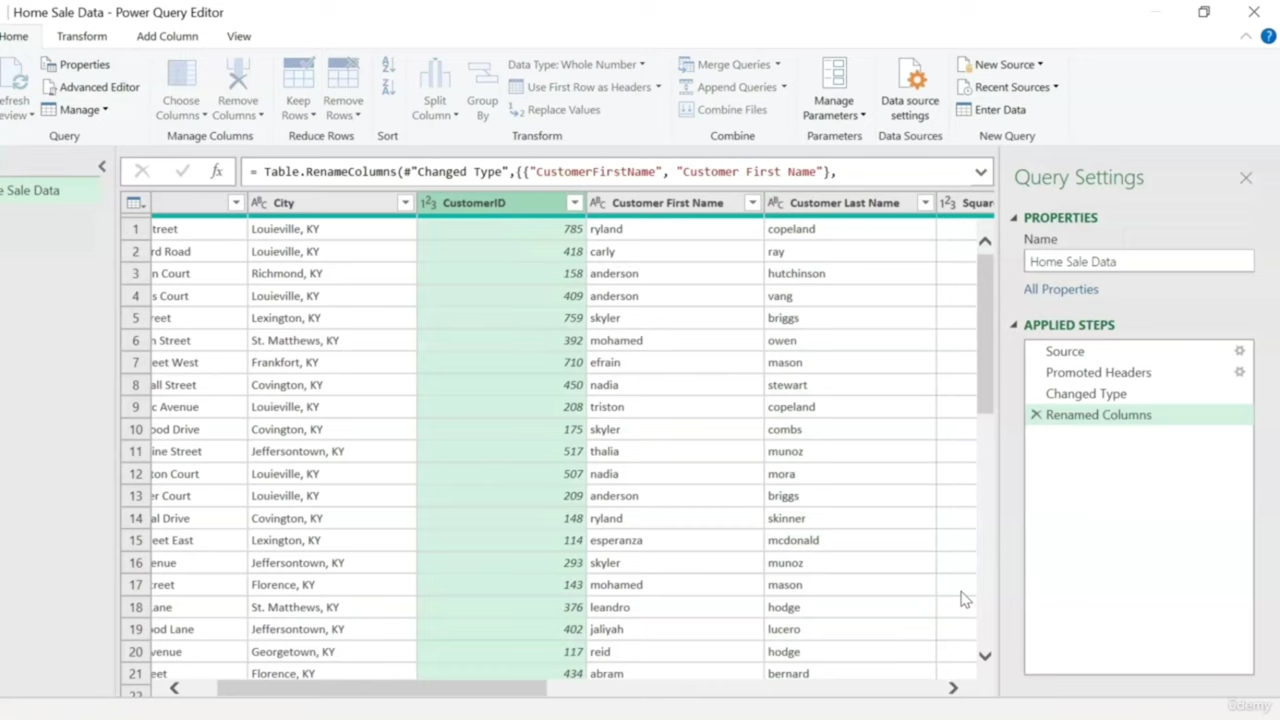 Home Sale Data - Power Query Editor
Home Transform Add Column View
Properties
Advanced Editor
Manage
Query
Choose Columns
Remove Columns
Manage Columns
Keep Rows
Remove Rows
Reduce Rows
Sort
Split Column
Group By
Data Type: Whole Number
Use First Row as Headers
Replace Values
Transform
Merge Queries
Append Queries
Combine Files
Combine
Manage Parameters
Parameters
Data source settings
Data Sources
New Source
Recent Sources
Enter Data
New Query
e Sale Data
fx = Table.RenameColumns(#"Changed Type",{{"CustomerFirstName", "Customer First Name"},
City CustomerID Customer First Name Customer Last Name Squar
1 treet Louieville, KY 785 ryland copeland
2 rd Road Louieville, KY 418 carly ray
3 n Court Richmond, KY 158 anderson hutchinson
4 s Court Louieville, KY 409 anderson vang
5 reet Lexington, KY 759 skyler briggs
6 n Street St. Matthews, KY 392 mohamed owen
7 eet West Frankfort, KY 710 efrain mason
8 all Street Covington, KY 450 nadia stewart
9 c Avenue Louieville, KY 208 triston copeland
10 ood Drive Covington, KY 175 skyler combs
11 ine Street Jeffersontown, KY 517 thalia munoz
12 ton Court Louieville, KY 507 nadia mora
13 er Court Louieville, KY 209 anderson briggs
14 al Drive Covington, KY 148 ryland skinner
15 eet East Lexington, KY 114 esperanza mcdonald
16 enue Jeffersontown, KY 293 skyler munoz
17 treet Florence, KY 143 mohamed mason
18 ane St. Matthews, KY 376 leandro hodge
19 ood Lane Jeffersontown, KY 402 jaliyah lucero
20 venue Georgetown, KY 117 reid hodge
21 eet Florence, KY 434 abram bernard
Query Settings
PROPERTIES
Name
Home Sale Data
All Properties
APPLIED STEPS
Source
Promoted Headers
Changed Type
Renamed Columns
ûdemy